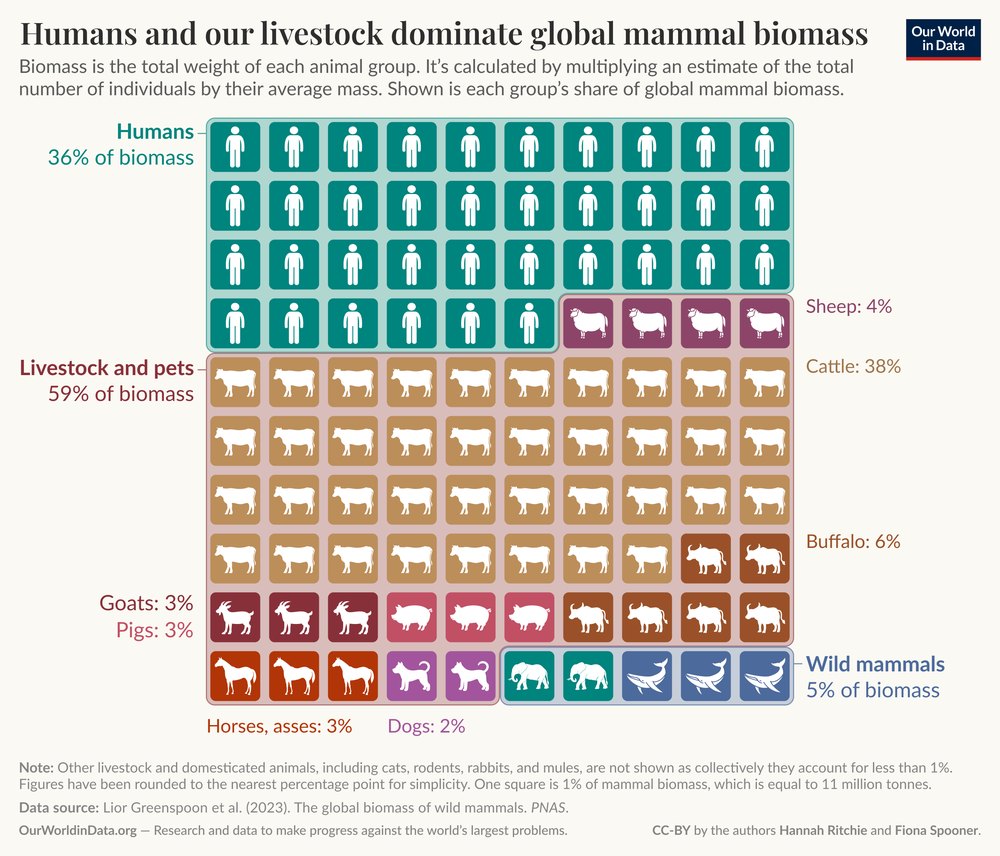 Humans and our livestock dominate global mammal biomass
Our World
in Data
Biomass is the total weight of each animal group. It's calculated by multiplying an estimate of the total
number of individuals by their average mass. Shown is each group's share of global mammal biomass.
Humans
36% of biomass
Sheep: 4%
Livestock and pets
59% of biomass
Cattle: 38%
Buffalo: 6%
Goats: 3%
Pigs: 3%
Wild mammals
5% of biomass
Horses, asses: 3%
Dogs: 2%
Note: Other livestock and domesticated animals, including cats, rodents, rabbits, and mules, are not shown as collectively they account for less than 1%.
Figures have been rounded to the nearest percentage point for simplicity. One square is 1% of mammal biomass, which is equal to 11 million tonnes.
Data source: Lior Greenspoon et al. (2023). The global biomass of wild mammals. PNAS.
OurWorldinData.org — Research and data to make progress against the world's largest problems.
CC-BY by the authors Hannah Ritchie and Fiona Spooner.